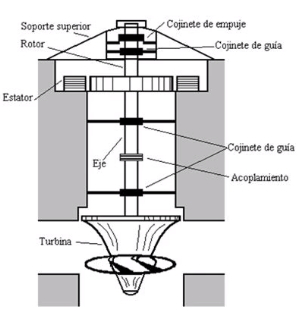 Soporte superior
Cojinete de empuje
Rotor
Cojinete de guía
Estator
Cojinete de guía
Eje
Acoplamiento
Turbina